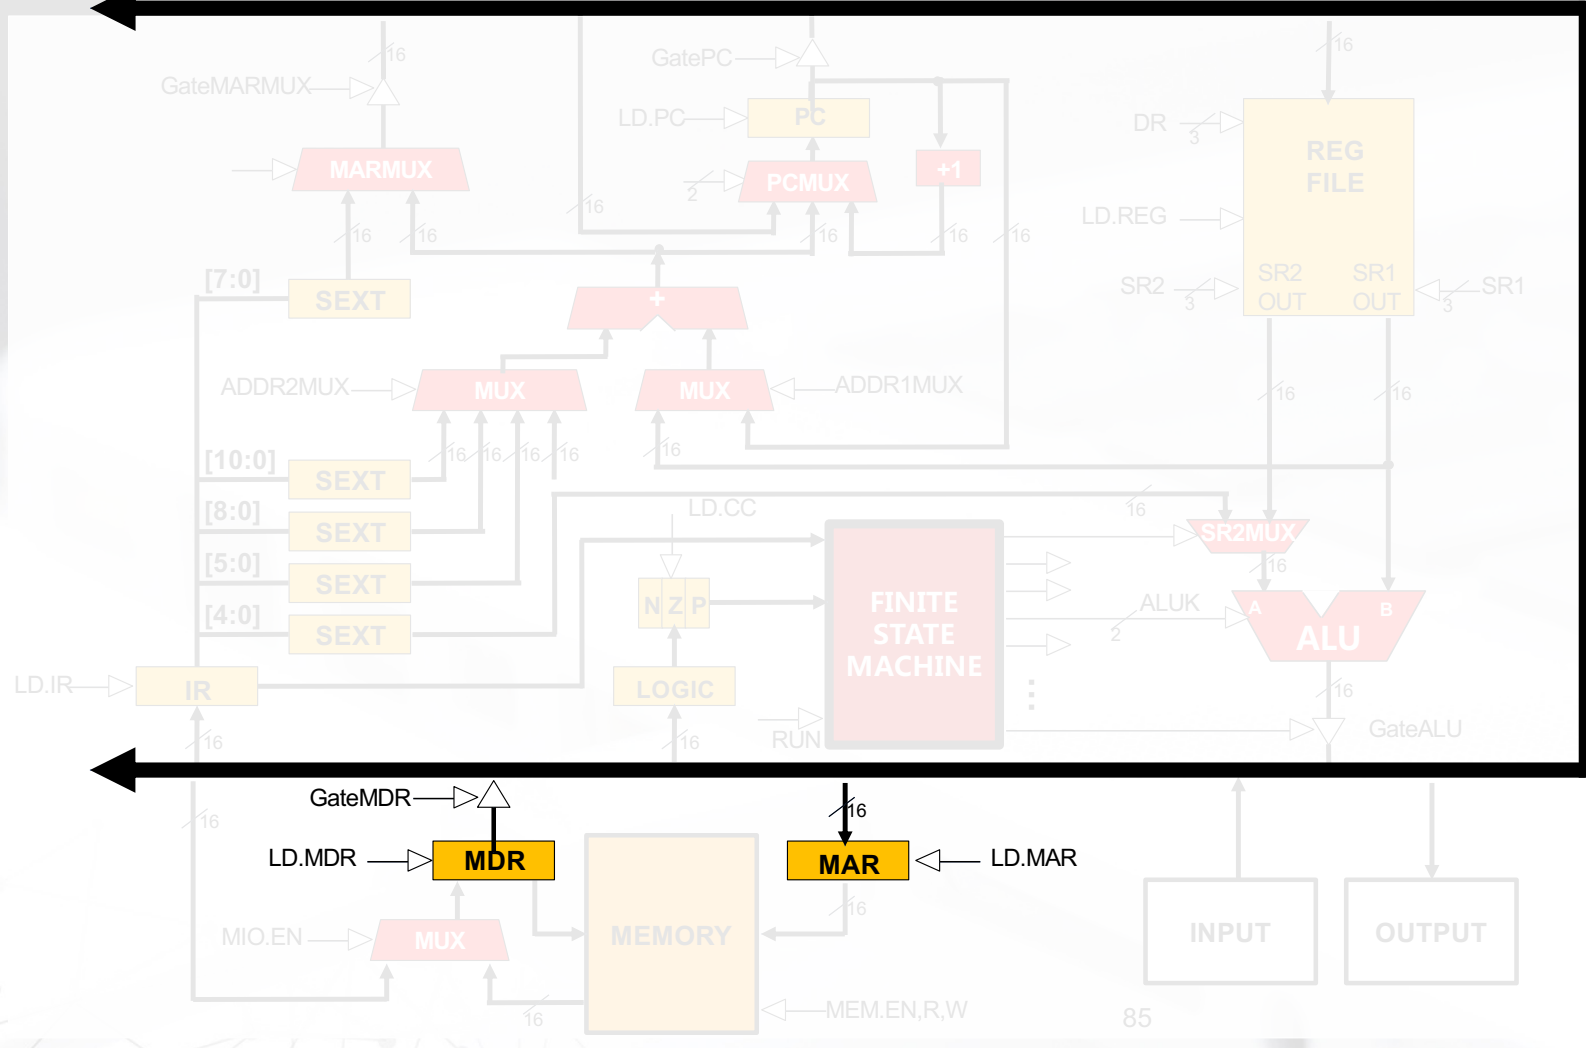 16
GatePC
16
GateMARMUX
LD.PC
PC
DR
3
REG
FILE
MARMUX
PCMUX
+1
2
16
LD.REG
16
16
16
16
16
[7:0]
SEXT
+
SR2
3
SR2
OUT
SR1
OUT
3
SR1
ADDR2MUX
MUX
MUX
ADDR1MUX
16
16
[10:0]
SEXT
16
16
16
16
16
[8:0]
SEXT
LD.CC
16
SR2MUX
[5:0]
SEXT
16
N Z P
FINITE
STATE
MACHINE
ALUK
2
A
B
ALU
[4:0]
SEXT
LD.IR
IR
LOGIC
16
16
16
RUN
GateALU
GateMDR
16
16
LD.MDR
MDR
MAR
LD.MAR
16
MIO.EN
MUX
MEMORY
INPUT
OUTPUT
16
MEM.EN,R,W
85